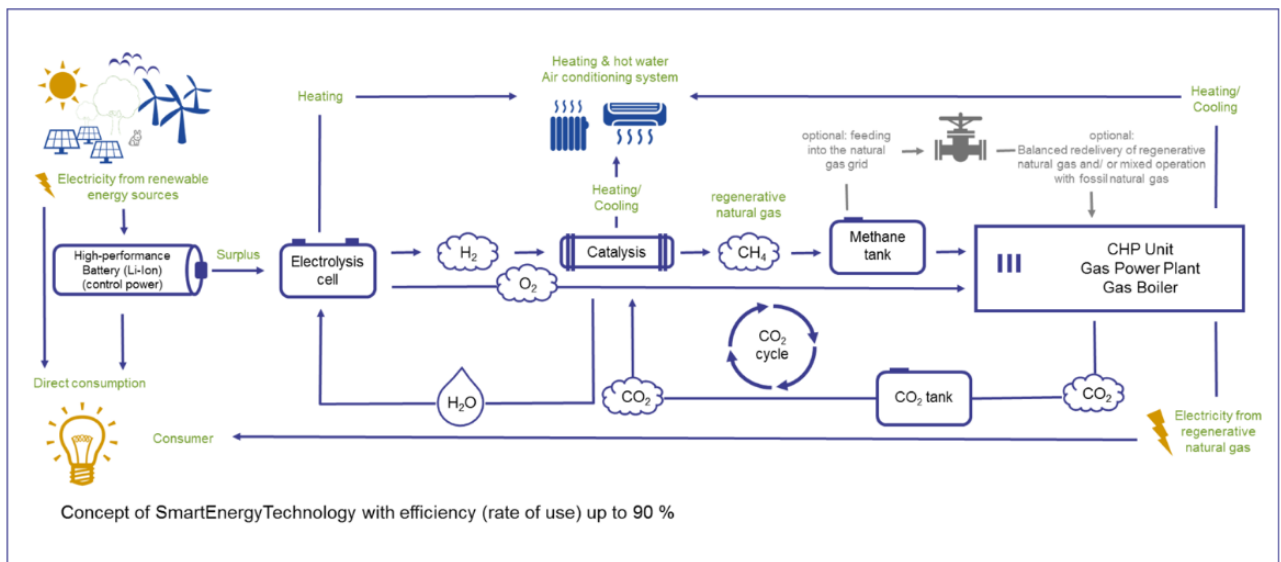 Heating & hot water
Air conditioning system
Heating
Heating/
Cooling
optional: feeding
into the natural
gas grid
optional:
Balanced redelivery of regenerative
natural gas and/ or mixed operation
with fossil natural gas
Electricity from renewable
energy sources
Heating/
Cooling
regenerative
natural gas
High-performance
Battery (Li-Ion)
(control power)
Surplus
Electrolysis
cell
H₂
Catalysis
CH₄
Methane
tank
CHP Unit
Gas Power Plant
Gas Boiler
O₂
CO₂
cycle
Direct consumption
H₂O
CO₂
CO₂ tank
CO₂
Consumer
Electricity from
regenerative
natural gas
Concept of SmartEnergyTechnology with efficiency (rate of use) up to 90 %